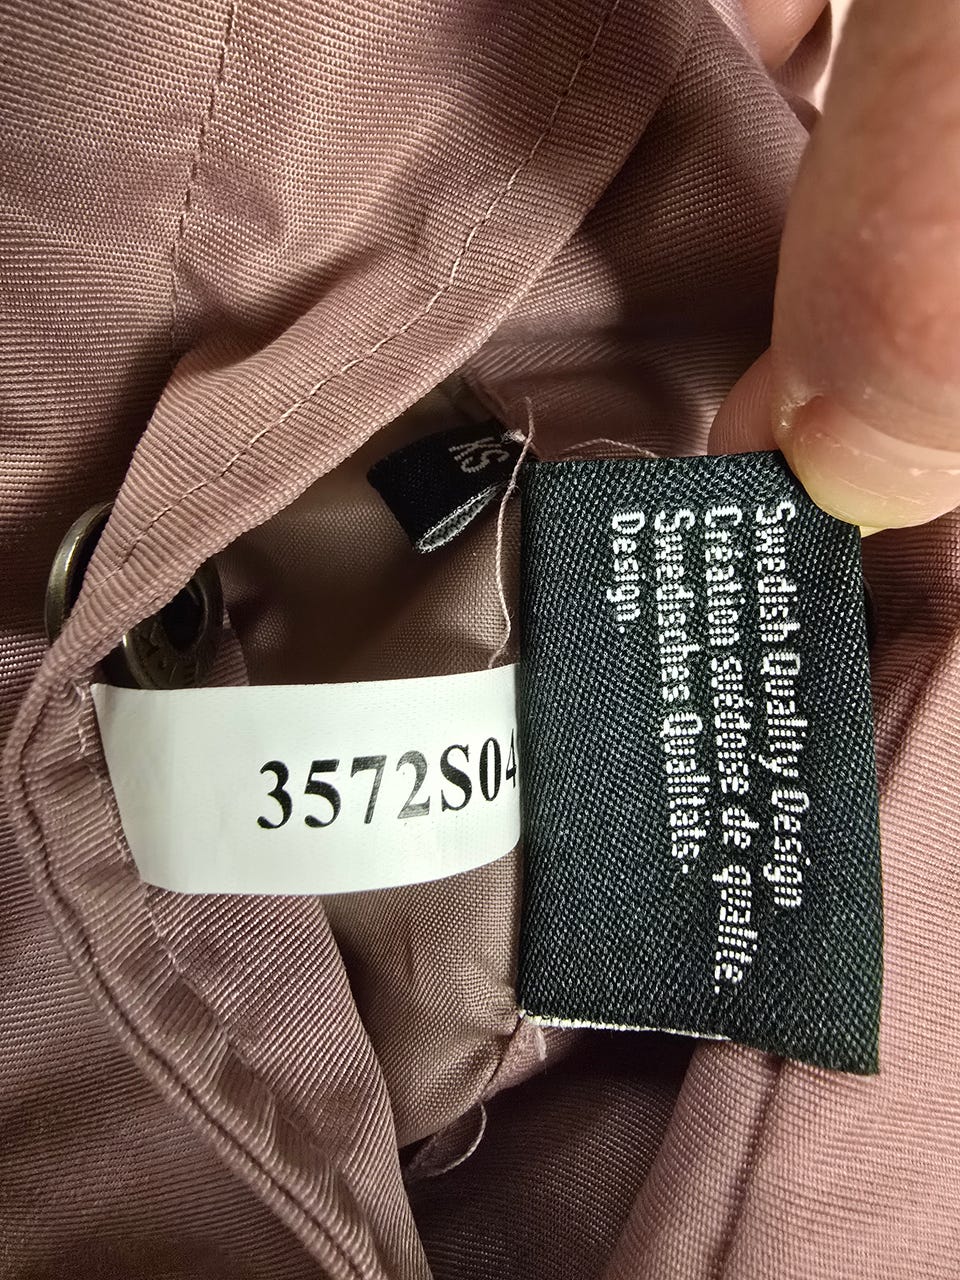 XS
3572S04
Swedish Quality Design.
Création suédoise de qualité.
Swedisches Qualitäts-
Design.